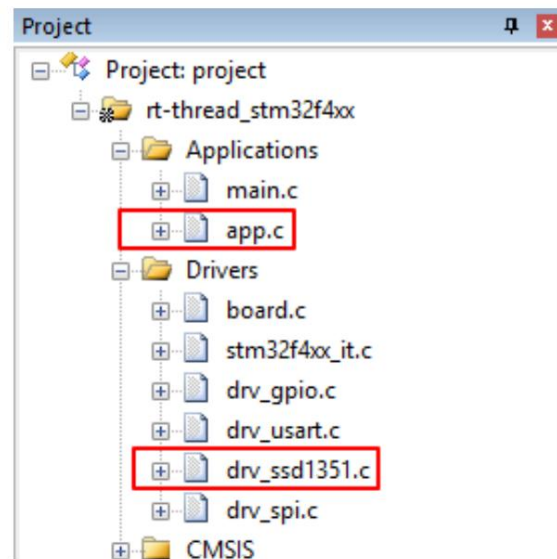 Project
Project: project
rt-thread_stm32f4xx
Applications
main.c
app.c
Drivers
board.c
stm32f4xx_it.c
drv_gpio.c
drv_usart.c
drv_ssd1351.c
drv_spi.c
CMSIS